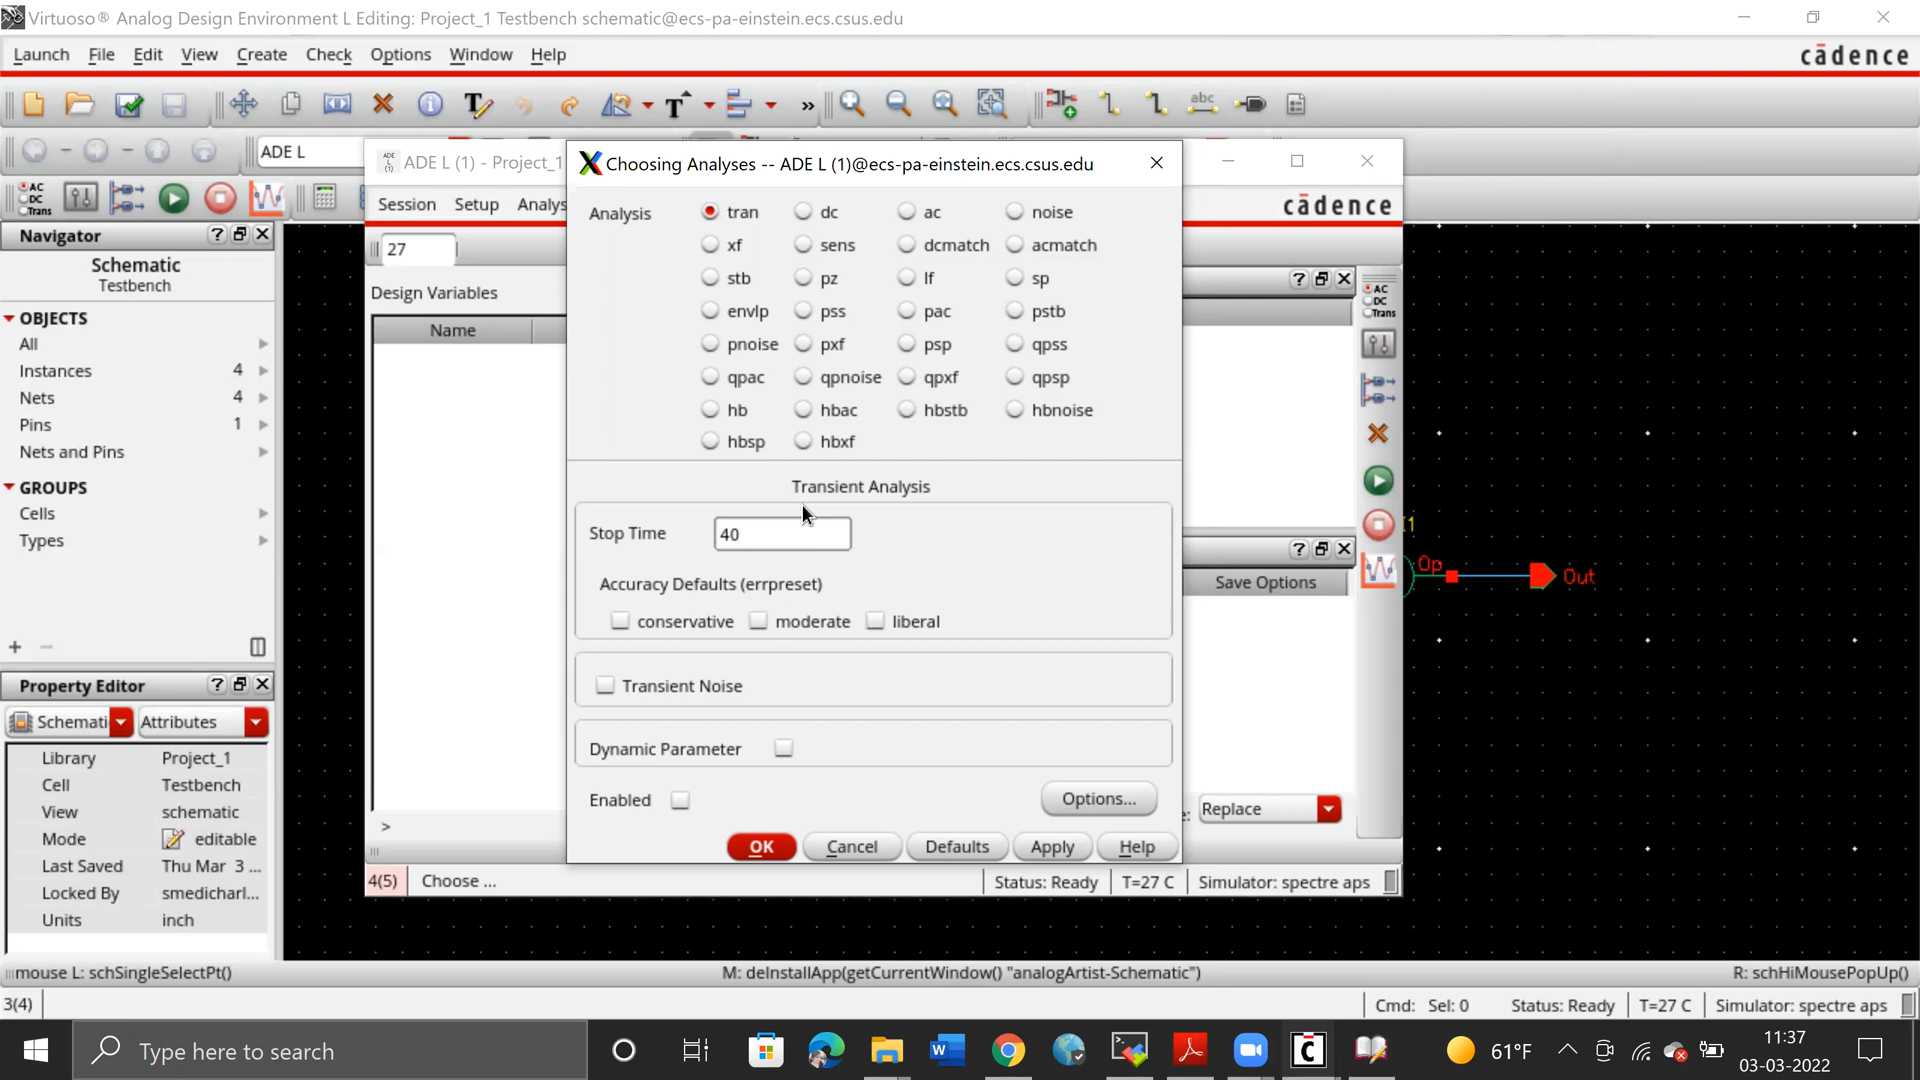 Virtuoso® Analog Design Environment L Editing: Project_1 Testbench schematic@ecs-pa-einstein.ecs.csus.edu
Launch File Edit View Create Check Options Window Help
cādence
T T abc
ADE L
ADE L (1) - Project_1
Choosing Analyses -- ADE L (1)@ecs-pa-einstein.ecs.csus.edu
AC DC Trans
Session Setup Analys
cādence
Navigator
27
Schematic
Testbench
Design Variables
Name
OBJECTS
All
Instances 4
Nets 4
Pins 1
Nets and Pins
GROUPS
Cells
Types
Analysis
tran dc ac noise
xf sens dcmatch acmatch
stb pz lf sp
envlp pss pac pstb
pnoise pxf psp qpss
qpac qpnoise qpxf qpsp
hb hbac hbstb hbnoise
hbsp hbxf
Transient Analysis
Stop Time 40
Accuracy Defaults (errpreset)
conservative moderate liberal
Transient Noise
Dynamic Parameter
Enabled
Options...
OK Cancel Defaults Apply Help
AC DC Trans
Save Options
Replace
Op Out
Property Editor
Schemati Attributes
Library Project_1
Cell Testbench
View schematic
Mode editable
Last Saved Thu Mar 3 ...
Locked By smedicharl...
Units inch
>
4(5) Choose ... Status: Ready T=27 C Simulator: spectre aps
mouse L: schSingleSelectPt() M: deInstallApp(getCurrentWindow() "analogArtist-Schematic") R: schHiMousePopUp()
3(4) Cmd: Sel: 0 Status: Ready T=27 C Simulator: spectre aps
Type here to search
61°F
11:37
03-03-2022